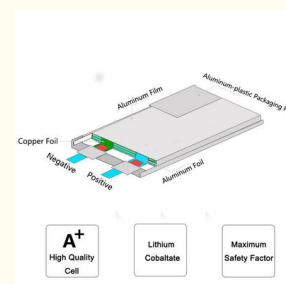 Aluminum-plastic Packaging
Aluminum Film
Copper Foil
Negative
Positive
Aluminum Foil
A+
High Quality
Cell
Lithium
Cobaltate
Maximum
Safety Factor